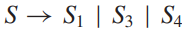 S → S₁ | S₃ | S₄